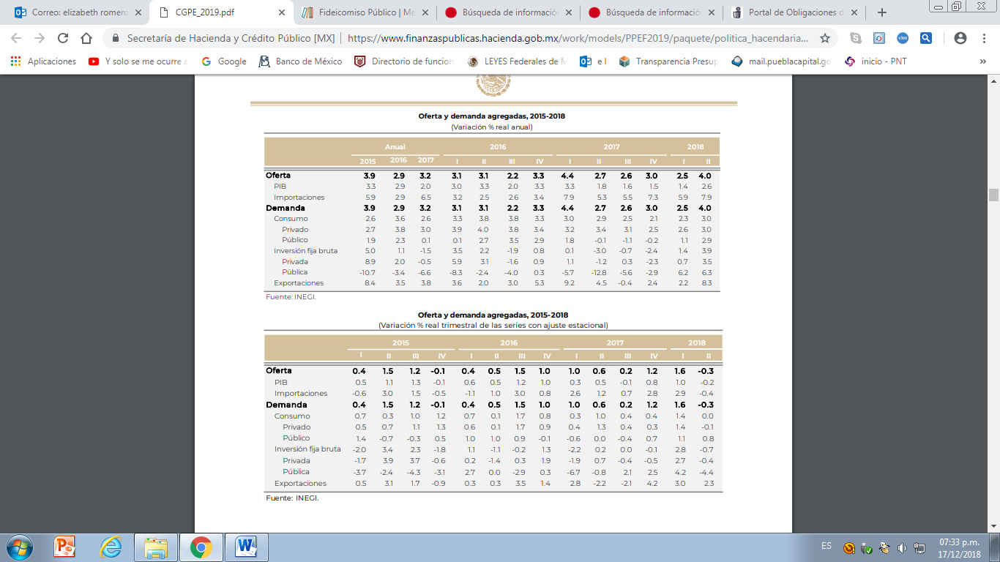 Correo: elizabeth romero
CGPE_2019.pdf
Fideicomiso Público | Me
Búsqueda de informació
Búsqueda de informació
Portal de Obligaciones d
Secretaría de Hacienda y Crédito Público [MX] | https://www.finanzaspublicas.hacienda.gob.mx/work/models/PPEF2019/paquete/politica_hacendaria...
Aplicaciones
Y solo se me ocurre a
Google
Banco de México
Directorio de funcion
LEYES Federales de M
e l
Transparencia Presup
mail.pueblacapital.go
inicio - PNT
Oferta y demanda agregadas, 2015-2018
(Variación % real anual)
Anual 2016 2017 2018
2015 2016 2017 I II III IV I II III IV I II
Oferta 3.9 2.9 3.2 3.1 3.1 2.2 3.3 4.4 2.7 2.6 3.0 2.5 4.0
PIB 3.3 2.9 2.0 3.0 3.3 2.0 3.3 3.3 1.8 1.6 1.5 1.4 2.6
Importaciones 5.9 2.9 6.5 3.2 2.5 2.6 3.4 7.9 5.3 5.5 7.3 5.9 7.9
Demanda 3.9 2.9 3.2 3.1 3.1 2.2 3.3 4.4 2.7 2.6 3.0 2.5 4.0
Consumo 2.6 3.6 2.6 3.3 3.8 3.8 3.3 3.0 2.9 2.5 2.1 2.3 3.0
Privado 2.7 3.8 3.0 3.9 4.0 3.8 3.4 3.2 3.4 3.1 2.5 2.6 3.0
Público 1.9 2.3 0.1 0.1 2.7 3.5 2.9 1.8 -0.1 -1.1 -0.2 1.1 2.9
Inversión fija bruta 5.0 1.1 -1.5 3.5 2.2 -1.9 0.8 0.1 -3.0 -0.7 -2.4 1.4 3.9
Privada 8.9 2.0 -0.5 5.9 3.1 -1.6 0.9 1.1 -1.2 0.3 -2.3 0.7 3.5
Pública -10.7 -3.4 -6.6 -8.3 -2.4 -4.0 0.3 -5.7 -12.8 -5.6 -2.9 6.2 6.3
Exportaciones 8.4 3.5 3.8 3.6 2.0 3.0 5.3 9.2 4.5 -0.4 2.4 2.2 8.3
Fuente: INEGI.
Oferta y demanda agregadas, 2015-2018
(Variación % real trimestral de las series con ajuste estacional)
2015 2016 2017 2018
I II III IV I II III IV I II III IV I II
Oferta 0.4 1.5 1.2 -0.1 0.4 0.5 1.5 1.0 1.0 0.6 0.2 1.2 1.6 -0.3
PIB 0.5 1.1 1.3 -0.1 0.6 0.5 1.2 1.0 0.3 0.5 -0.1 0.8 1.0 -0.2
Importaciones -0.6 3.0 1.5 -0.5 -1.1 1.0 3.0 0.8 2.6 1.2 0.7 2.8 2.9 -0.4
Demanda 0.4 1.5 1.2 -0.1 0.4 0.5 1.5 1.0 1.0 0.6 0.2 1.2 1.6 -0.3
Consumo 0.7 0.3 1.0 1.2 0.7 0.1 1.7 0.8 0.3 1.0 0.4 0.4 1.4 0.0
Privado 0.5 0.7 1.1 1.3 0.6 0.1 1.7 0.9 0.4 1.3 0.4 0.3 1.4 -0.1
Público 1.4 -0.7 -0.3 0.5 1.0 1.0 0.9 -0.1 -0.6 0.0 -0.4 0.7 1.1 0.8
Inversión fija bruta -2.0 3.4 2.3 -1.8 1.1 -1.1 -0.2 1.3 -2.2 0.2 0.0 -0.1 2.8 -0.7
Privada -1.7 3.9 3.7 -0.6 0.2 -1.4 0.3 1.9 -1.9 0.7 -0.4 -0.5 2.7 -0.4
Pública -3.7 -2.4 -4.3 -3.1 2.7 0.0 -2.9 0.3 -6.7 -0.8 2.1 2.5 4.2 -4.4
Exportaciones 0.5 3.1 1.7 -0.9 0.3 0.3 3.5 1.4 2.8 -2.2 -2.1 4.2 3.0 2.3
Fuente: INEGI.
ES
07:33 p.m.
17/12/2018